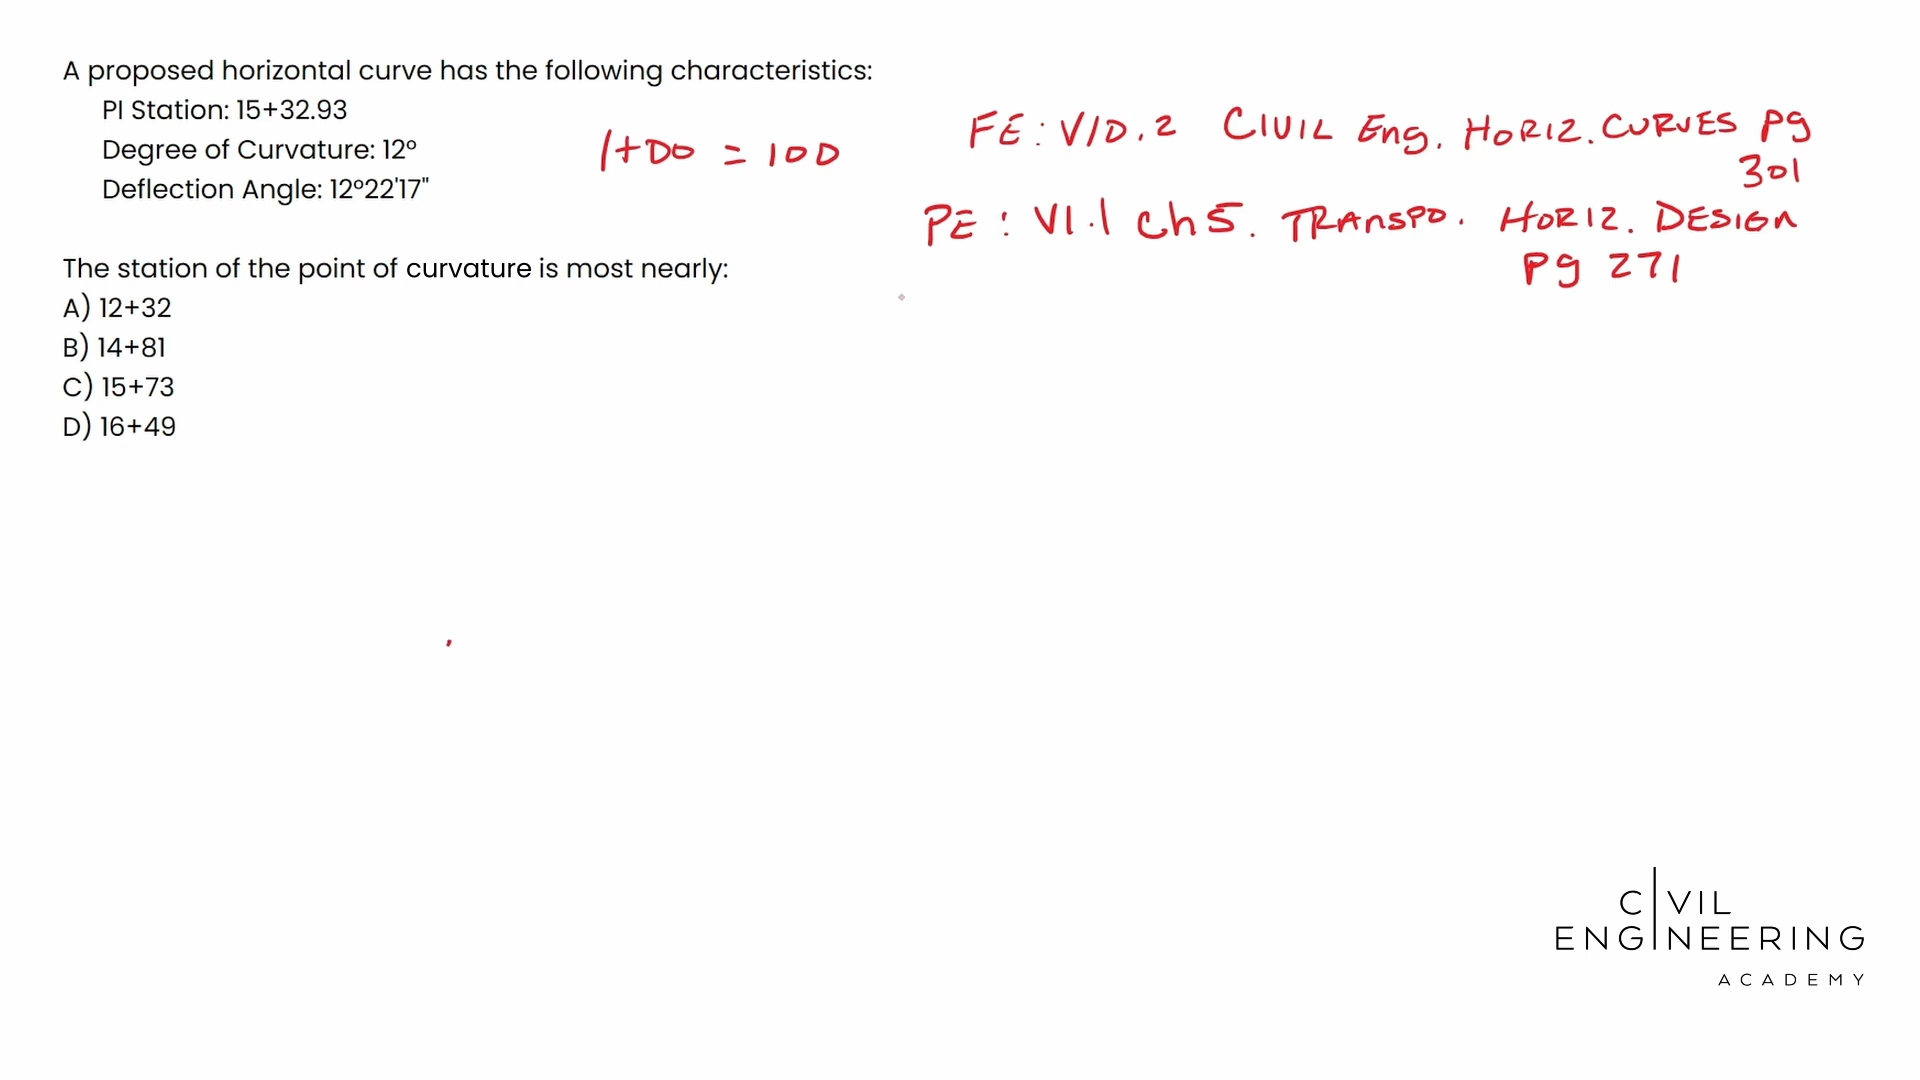 A proposed horizontal curve has the following characteristics:
PI Station: 15+32.93
Degree of Curvature: 12º
Deflection Angle: 12º22'17"
1+00 = 100
FE: V10.2 CIVIL Eng. HORIZ. CURVES pg
301
PE: V1.1 Ch5. TRANSPO. HORIZ. DESIGN
Pg 271
The station of the point of curvature is most nearly:
A) 12+32
B) 14+81
C) 15+73
D) 16+49
CIVIL
ENGINEERING
ACADEMY